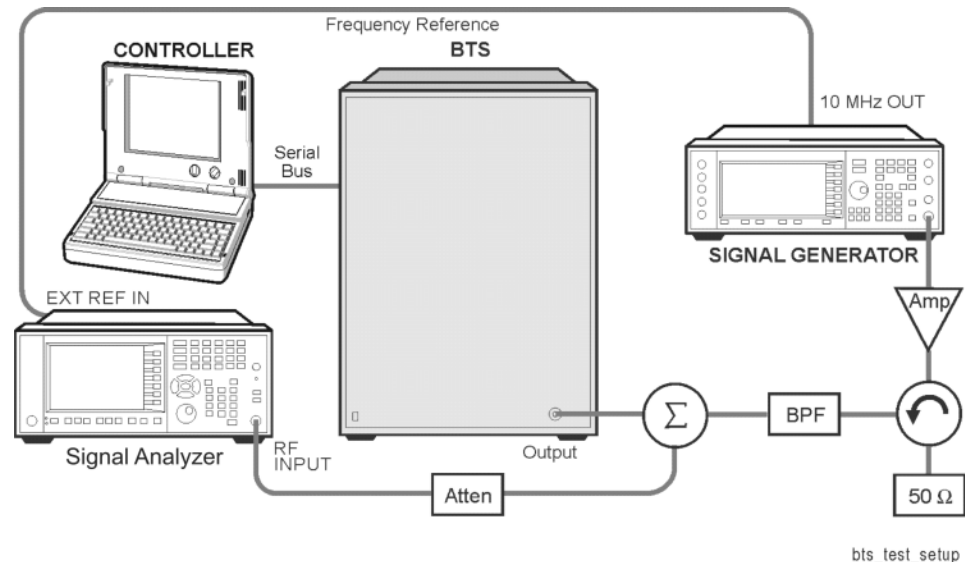 Frequency Reference
CONTROLLER
BTS
10 MHz OUT
Serial
Bus
SIGNAL GENERATOR
EXT REF IN
Amp
Σ
BPF
Signal Analyzer
RF
INPUT
Output
Atten
50 Ω
bts test setup